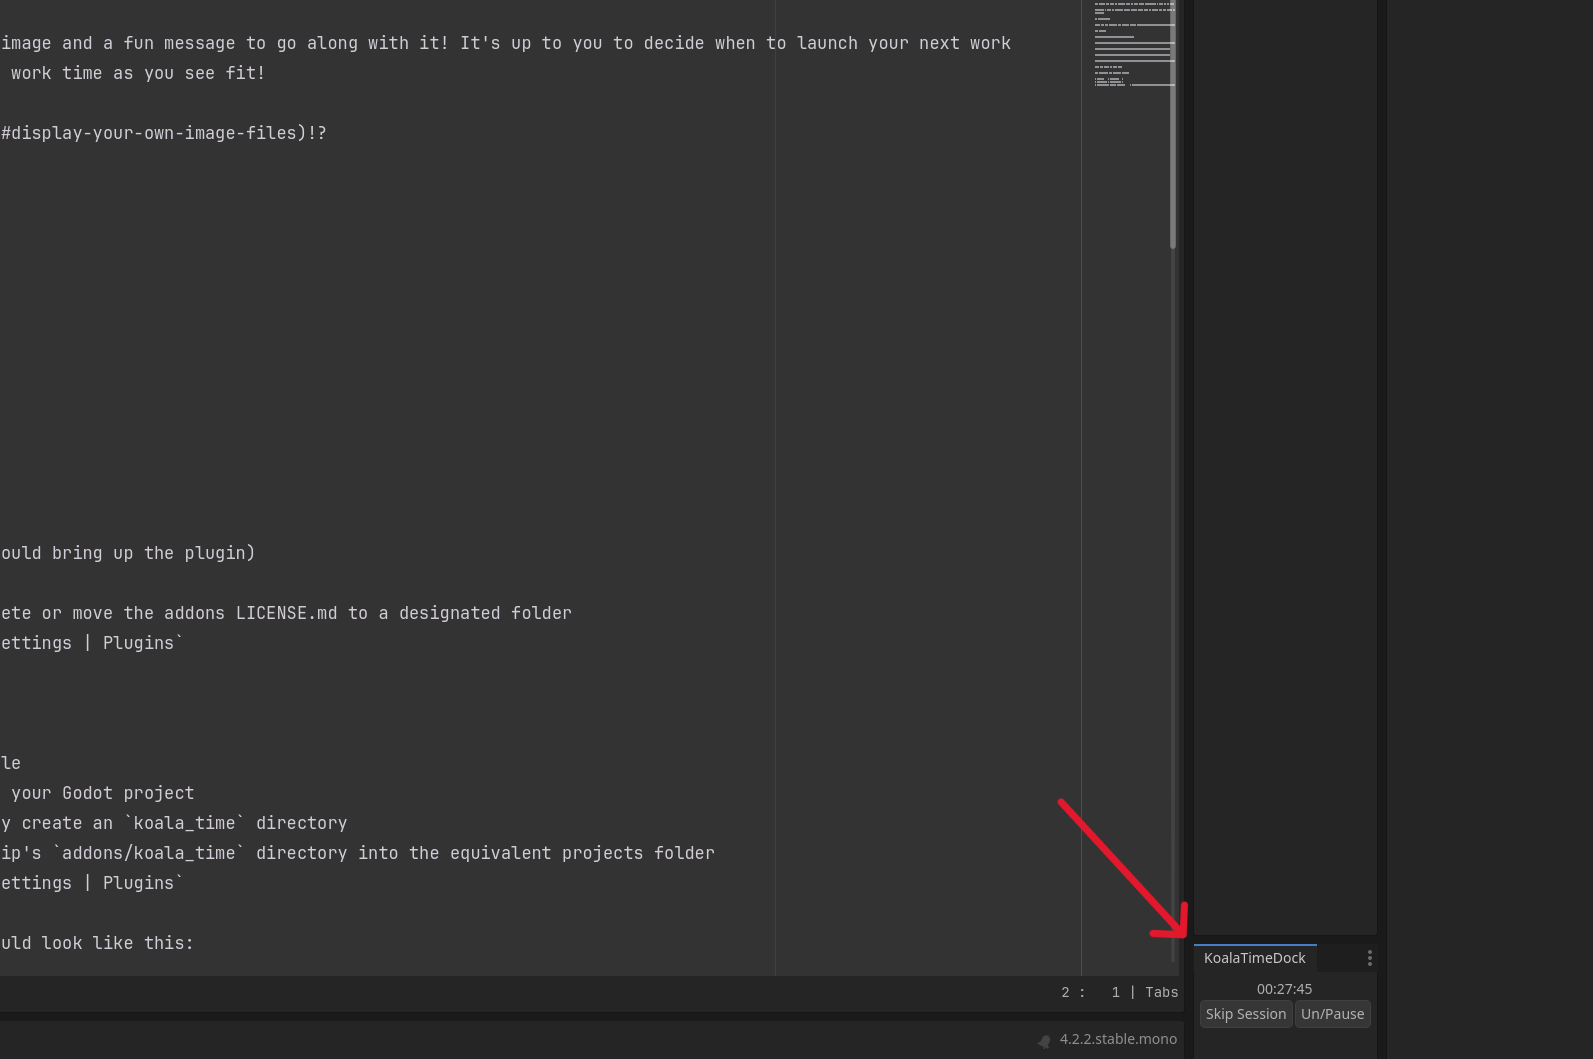 image and a fun message to go along with it! It's up to you to decide when to launch your next work
work time as you see fit!
#display-your-own-image-files)!?
ould bring up the plugin)
ete or move the addons LICENSE.md to a designated folder
ettings | Plugins`
le
your Godot project
y create an `koala_time` directory
ip's `addons/koala_time` directory into the equivalent projects folder
ettings | Plugins`
uld look like this:
2 : 1 | Tabs
4.2.2.stable.mono
KoalaTimeDock
00:27:45
Skip Session Un/Pause